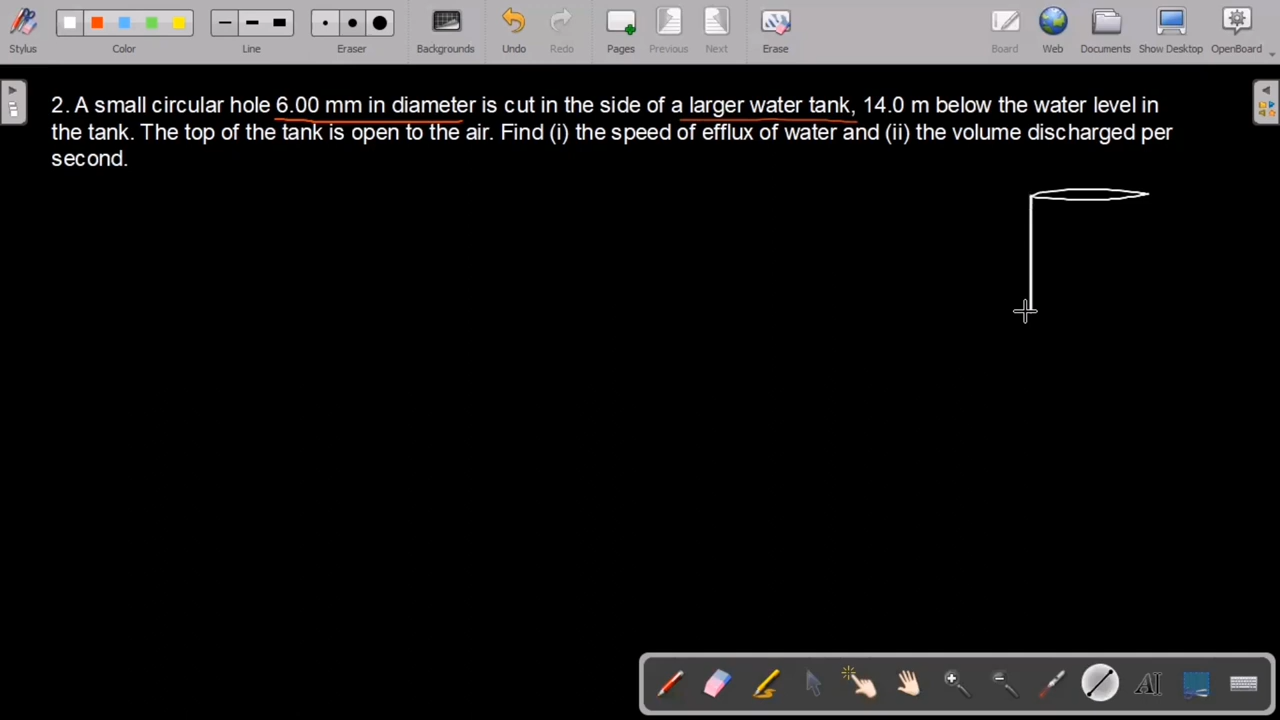 Stylus
Color
Line
Eraser
Backgrounds
Undo
Redo
Pages
Previous
Next
Erase
Board
Web
Documents
Show Desktop
OpenBoard
2. A small circular hole 6.00 mm in diameter is cut in the side of a larger water tank, 14.0 m below the water level in
the tank. The top of the tank is open to the air. Find (i) the speed of efflux of water and (ii) the volume discharged per
second.
AI